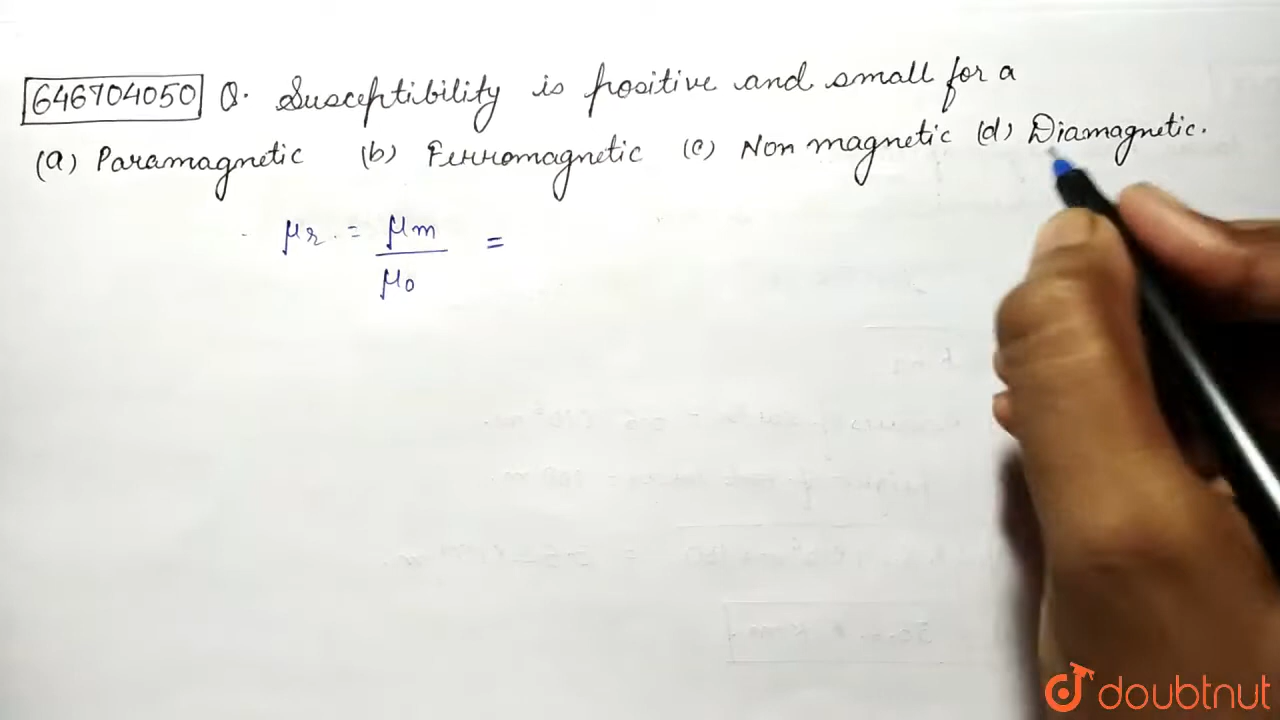 646704050 Q. Susceptibility is positive and small for a
(a) Paramagnetic (b) Ferromagnetic (c) Non magnetic (d) Diamagnetic.
μr = μm / μ0 =
doubtnut